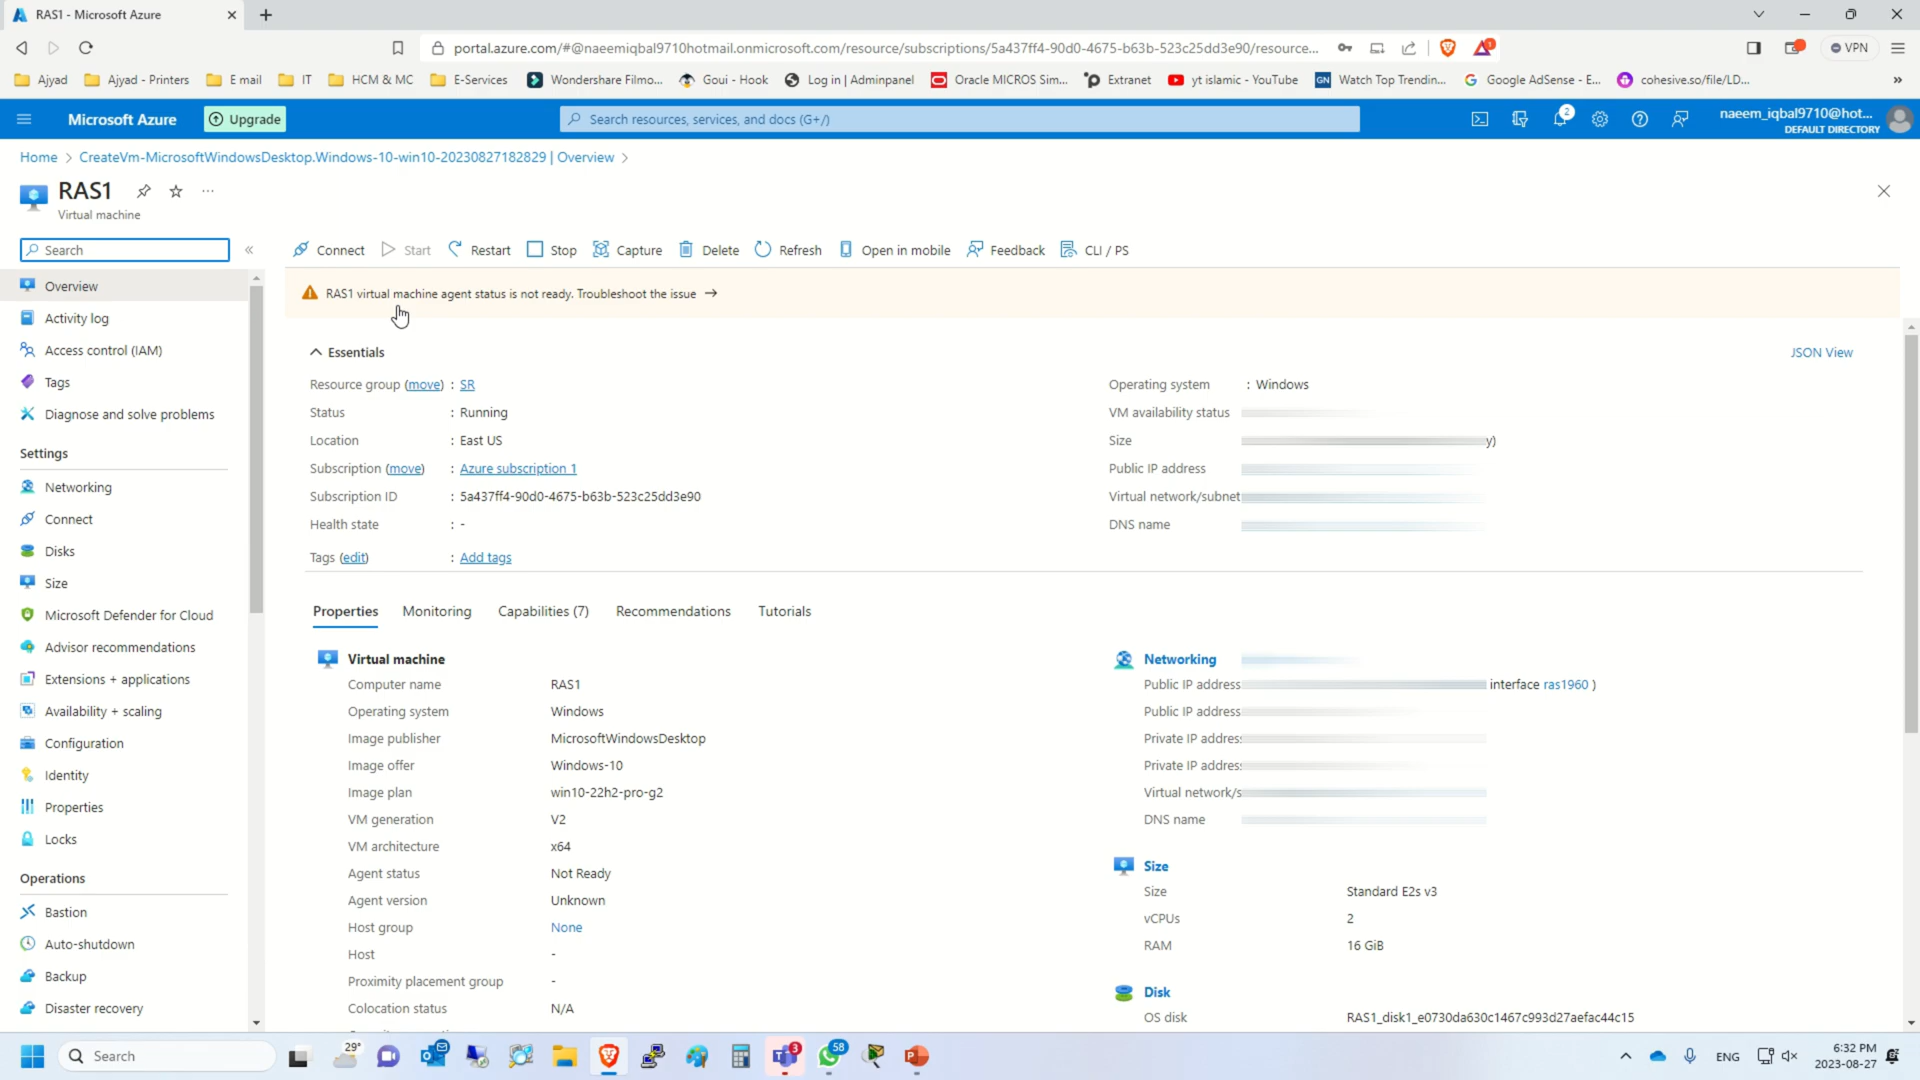 RAS1 - Microsoft Azure
portal.azure.com/#@naeemiqbal9710hotmail.onmicrosoft.com/resource/subscriptions/5a437ff4-90d0-4675-b63b-523c25dd3e90/resource...
1
VPN
Ajyad
Ajyad - Printers
E mail
IT
HCM & MC
E-Services
Wondershare Filmo...
Goui - Hook
Log in | Adminpanel
Oracle MICROS Sim...
Extranet
yt islamic - YouTube
GN Watch Top Trendin...
Google AdSense - E...
cohesive.so/file/LD...
»
Microsoft Azure
Upgrade
Search resources, services, and docs (G+/)
2
naeem_iqbal9710@hot...
DEFAULT DIRECTORY
Home > CreateVm-MicrosoftWindowsDesktop.Windows-10-win10-20230827182829 | Overview >
RAS1
...
Virtual machine
Search
«
Connect
Start
Restart
Stop
Capture
Delete
Refresh
Open in mobile
Feedback
CLI / PS
RAS1 virtual machine agent status is not ready. Troubleshoot the issue →
Overview
Activity log
Access control (IAM)
Tags
Diagnose and solve problems
Settings
Networking
Connect
Disks
Size
Microsoft Defender for Cloud
Advisor recommendations
Extensions + applications
Availability + scaling
Configuration
Identity
Properties
Locks
Operations
Bastion
Auto-shutdown
Backup
Disaster recovery
Essentials
JSON View
Resource group (move) : SR
Status : Running
Location : East US
Subscription (move) : Azure subscription 1
Subscription ID : 5a437ff4-90d0-4675-b63b-523c25dd3e90
Health state : -
Tags (edit) : Add tags
Operating system : Windows
VM availability status
Size y)
Public IP address
Virtual network/subnet
DNS name
Properties
Monitoring
Capabilities (7)
Recommendations
Tutorials
Virtual machine
Computer name RAS1
Operating system Windows
Image publisher MicrosoftWindowsDesktop
Image offer Windows-10
Image plan win10-22h2-pro-g2
VM generation V2
VM architecture x64
Agent status Not Ready
Agent version Unknown
Host group None
Host -
Proximity placement group -
Colocation status N/A
Networking
Public IP address interface ras1960 )
Public IP address
Private IP address
Private IP address
Virtual network/s
DNS name
Size
Size Standard E2s v3
vCPUs 2
RAM 16 GiB
Disk
OS disk RAS1_disk1_e0730da630c1467c993d27aefac44c15
Search
29°
3
58
ENG
6:32 PM
2023-08-27